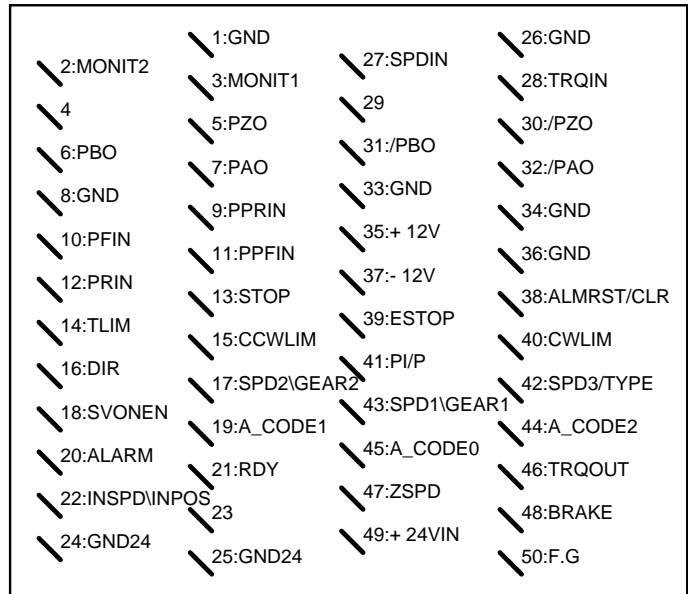 1:GND
26:GND
2:MONIT2
27:SPDIN
3:MONIT1
28:TRQIN
4
29
5:PZO
30:/PZO
6:PBO
31:/PBO
7:PAO
32:/PAO
8:GND
33:GND
9:PPRIN
34:GND
10:PFIN
35:+ 12V
11:PPFIN
36:GND
12:PRIN
37:- 12V
13:STOP
38:ALMRST/CLR
14:TLIM
39:ESTOP
15:CCWLIM
40:CWLIM
16:DIR
41:PI/P
17:SPD2\GEAR2
42:SPD3/TYPE
18:SVONEN
43:SPD1\GEAR1
19:A_CODE1
44:A_CODE2
20:ALARM
45:A_CODE0
21:RDY
46:TRQOUT
22:INSPD\INPOS
47:ZSPD
23
48:BRAKE
24:GND24
49:+ 24VIN
25:GND24
50:F.G